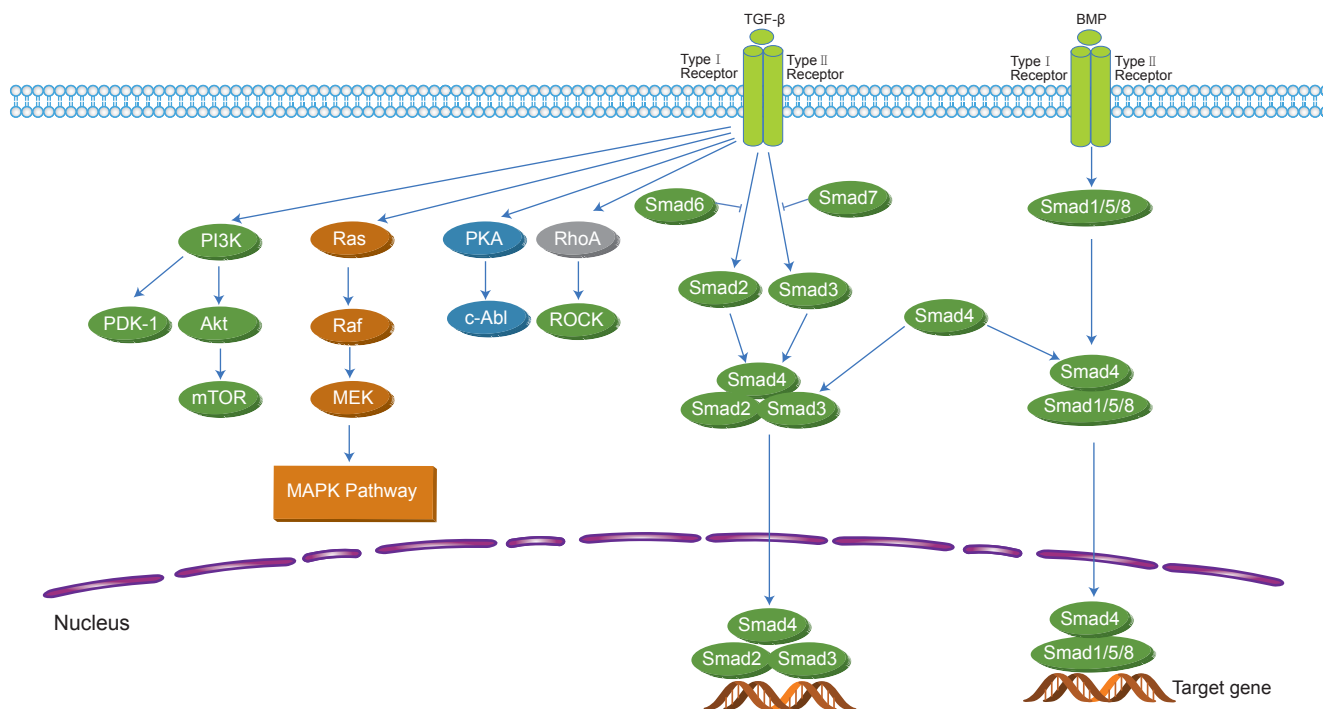 TGF-β
BMP
Type Ⅰ
Receptor
Type Ⅱ
Receptor
Type Ⅰ
Receptor
Type Ⅱ
Receptor
Smad6
Smad7
Smad1/5/8
PI3K
Ras
PKA
RhoA
Smad2
Smad3
PDK-1
Akt
Raf
c-Abl
ROCK
Smad4
Smad4
Smad4
mTOR
MEK
Smad2
Smad3
Smad1/5/8
MAPK Pathway
Nucleus
Smad4
Smad4
Smad2
Smad3
Smad1/5/8
Target gene